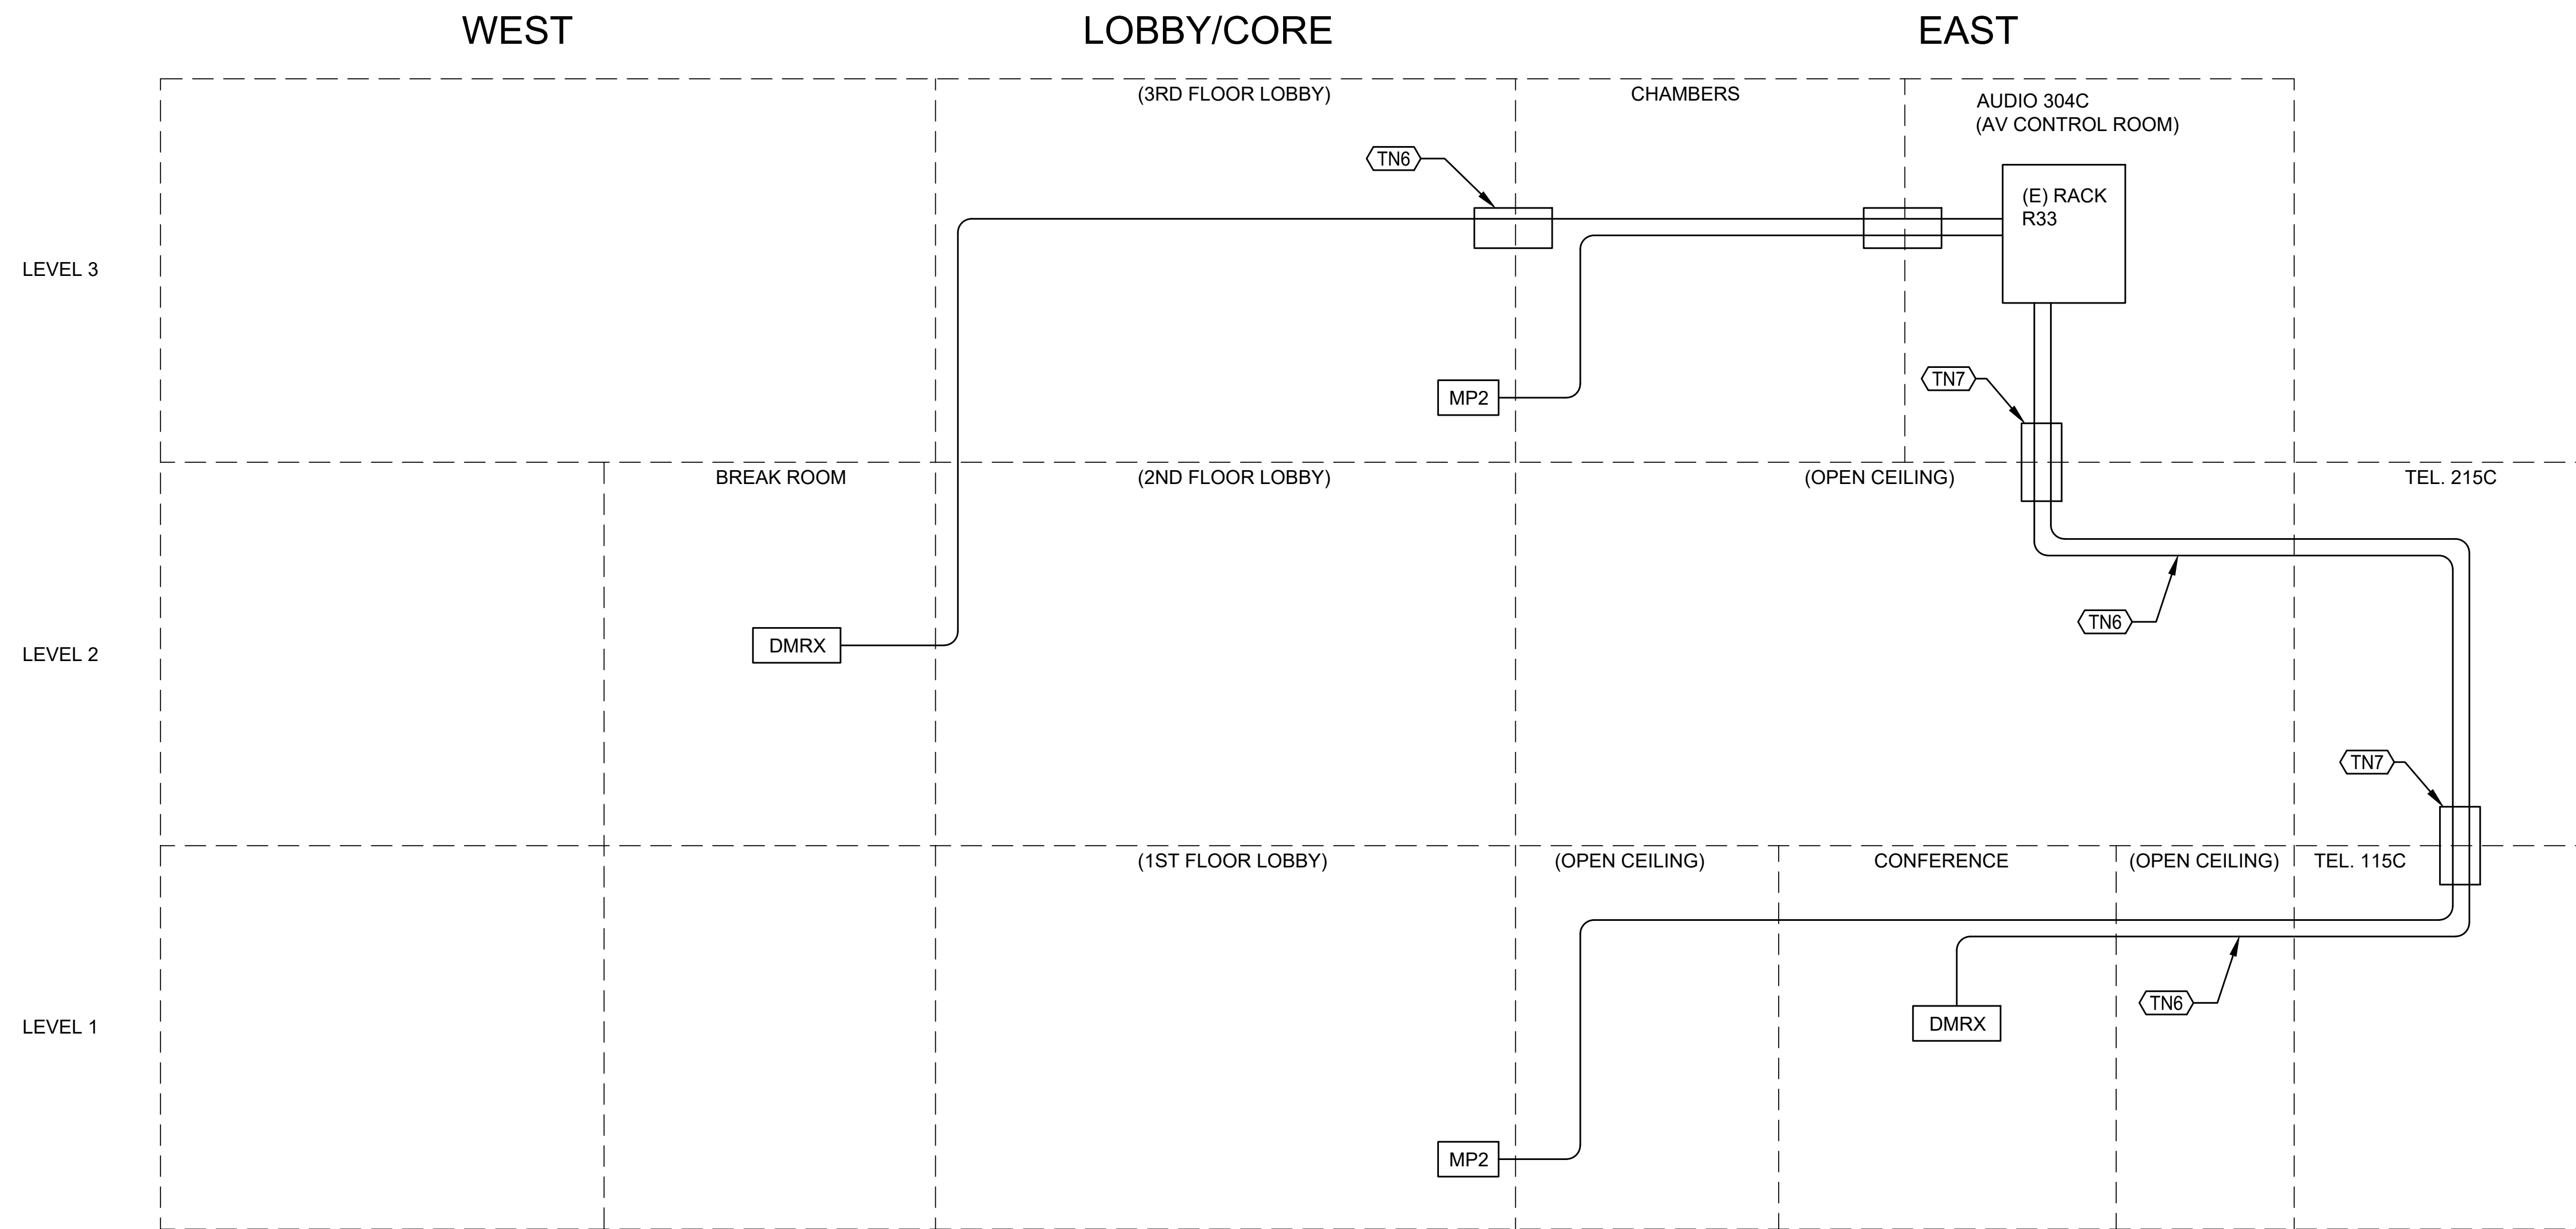 WEST
LOBBY/CORE
EAST
(3RD FLOOR LOBBY)
CHAMBERS
AUDIO 304C
(AV CONTROL ROOM)
TN6
(E) RACK
R33
LEVEL 3
TN7
MP2
BREAK ROOM
(2ND FLOOR LOBBY)
(OPEN CEILING)
TEL. 215C
TN6
DMRX
LEVEL 2
TN7
(1ST FLOOR LOBBY)
(OPEN CEILING)
CONFERENCE
(OPEN CEILING)
TEL. 115C
TN6
DMRX
LEVEL 1
MP2